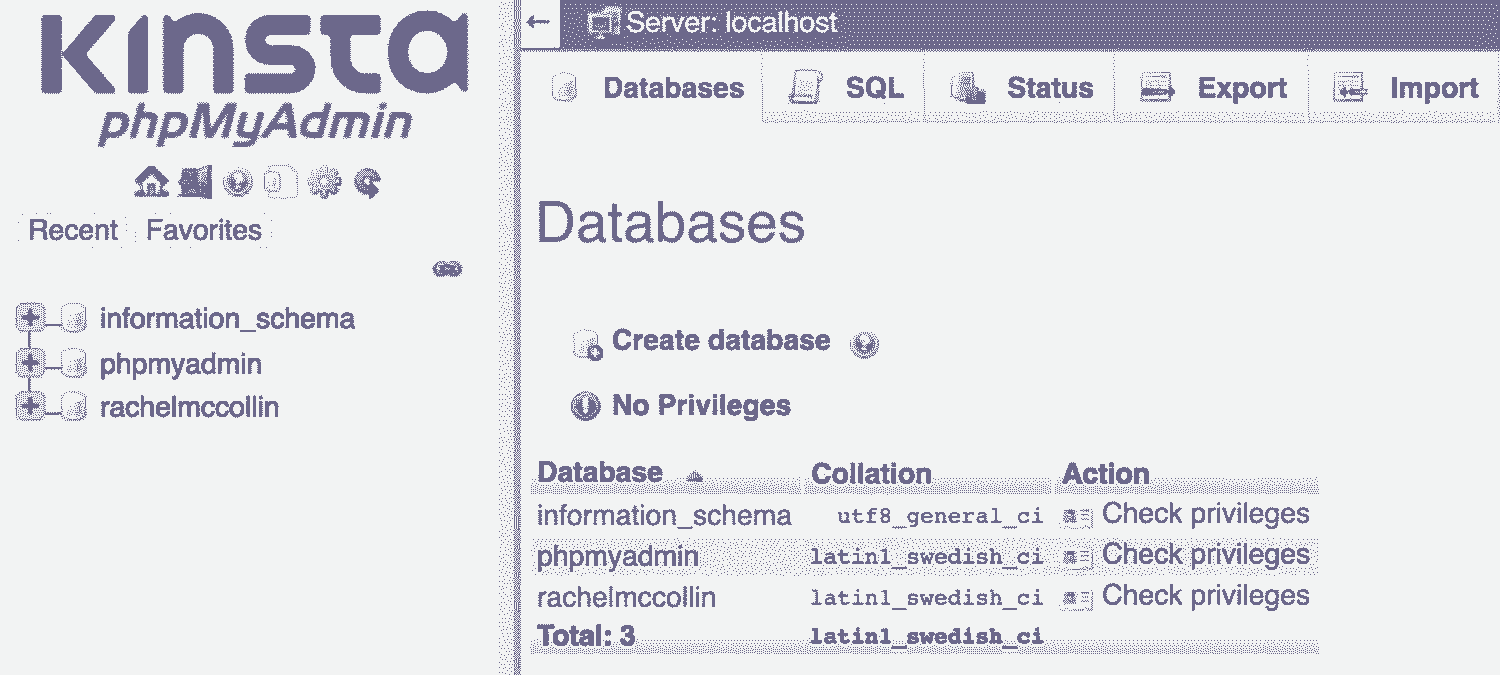 Kinsta
phpMyAdmin
Recent Favorites
information_schema
phpmyadmin
rachelmccollin
Server: localhost
Databases SQL Status Export Import
Databases
Create database
No Privileges
Database Collation Action
information_schema utf8_general_ci Check privileges
phpmyadmin latin1_swedish_ci Check privileges
rachelmccollin latin1_swedish_ci Check privileges
Total: 3 latin1_swedish_ci